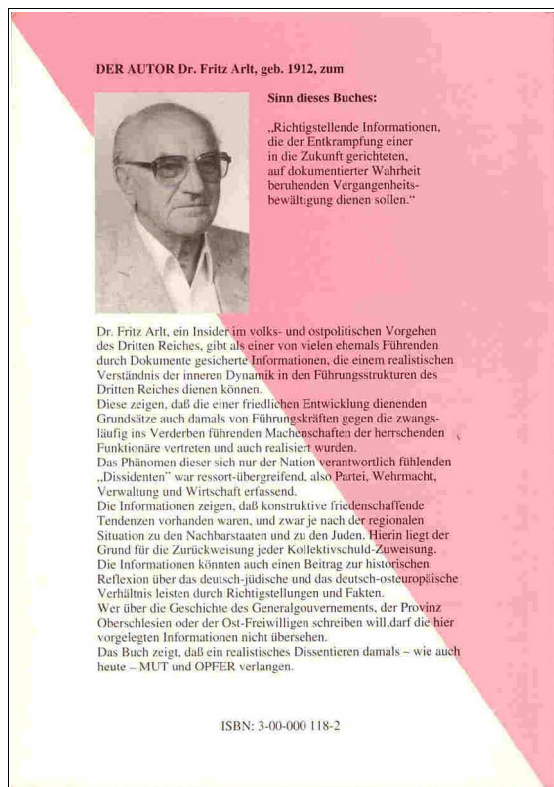 DER AUTOR Dr. Fritz Arlt, geb. 1912, zum
Sinn dieses Buches:
„Richtigstellende Informationen,
die der Entkrampfung einer
in die Zukunft gerichteten,
auf dokumentierter Wahrheit
beruhenden Vergangenheits-
bewältigung dienen sollen.“
Dr. Fritz Arlt, ein Insider im volks- und ostpolitischen Vorgehen
des Dritten Reiches, gibt als einer von vielen ehemals Führenden
durch Dokumente gesicherte Informationen, die einem realistischen
Verständnis der inneren Dynamik in den Führungsstrukturen des
Dritten Reiches dienen können.
Diese zeigen, daß die einer friedlichen Entwicklung dienenden
Grundsätze auch damals von Führungskräften gegen die zwangs-
läufig ins Verderben führenden Machenschaften der herrschenden
Funktionäre vertreten und auch realisiert wurden.
Das Phänomen dieser sich nur der Nation verantwortlich fühlenden
„Dissidenten“ war ressort-übergreifend, also Partei, Wehrmacht,
Verwaltung und Wirtschaft erfassend.
Die Informationen zeigen, daß konstruktive friedenschaffende
Tendenzen vorhanden waren, und zwar je nach der regionalen
Situation zu den Nachbarstaaten und zu den Juden. Hierin liegt der
Grund für die Zurückweisung jeder Kollektivschuld-Zuweisung.
Die Informationen könnten auch einen Beitrag zur historischen
Reflexion über das deutsch-jüdische und das deutsch-osteuropäische
Verhältnis leisten durch Richtigstellungen und Fakten.
Wer über die Geschichte des Generalgouvernements, der Provinz
Oberschlesien oder der Ost-Freiwilligen schreiben will,darf die hier
vorgelegten Informationen nicht übersehen.
Das Buch zeigt, daß ein realistisches Dissentieren damals – wie auch
heute – MUT und OPFER verlangen.
ISBN: 3-00-000 118-2